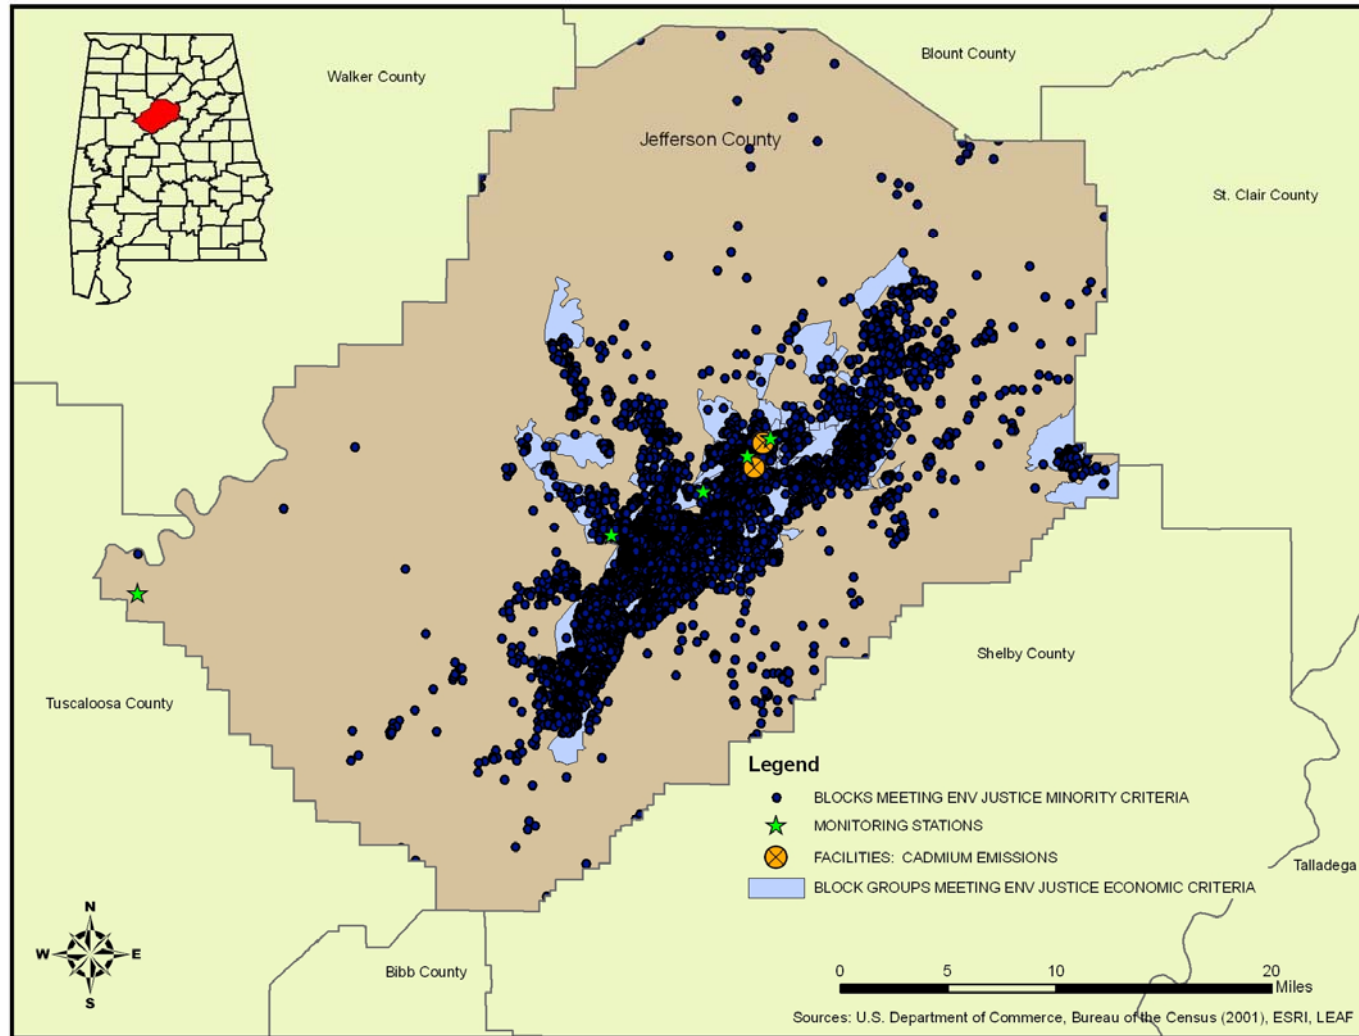 Walker County
Blount County
Jefferson County
St. Clair County
Shelby County
Tuscaloosa County
Legend
BLOCKS MEETING ENV JUSTICE MINORITY CRITERIA
MONITORING STATIONS
FACILITIES: CADMIUM EMISSIONS
BLOCK GROUPS MEETING ENV JUSTICE ECONOMIC CRITERIA
Talladega
N
W E
S
Bibb County
0 5 10 20
Miles
Sources: U.S. Department of Commerce, Bureau of the Census (2001), ESRI, LEAF